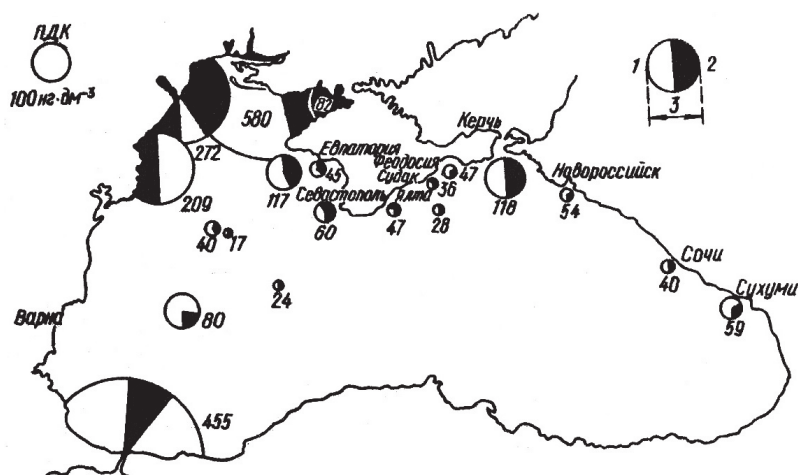 ПДК
100 нг·дм⁻³
1
2
3
580
82
272
209
117
Евпатория
45
Феодосия
Судак
47
36
Керчь
118
Новороссийск
54
Севастополь
Ялта
60
47
28
40
17
24
Сочи
40
Сухуми
59
Варна
80
455